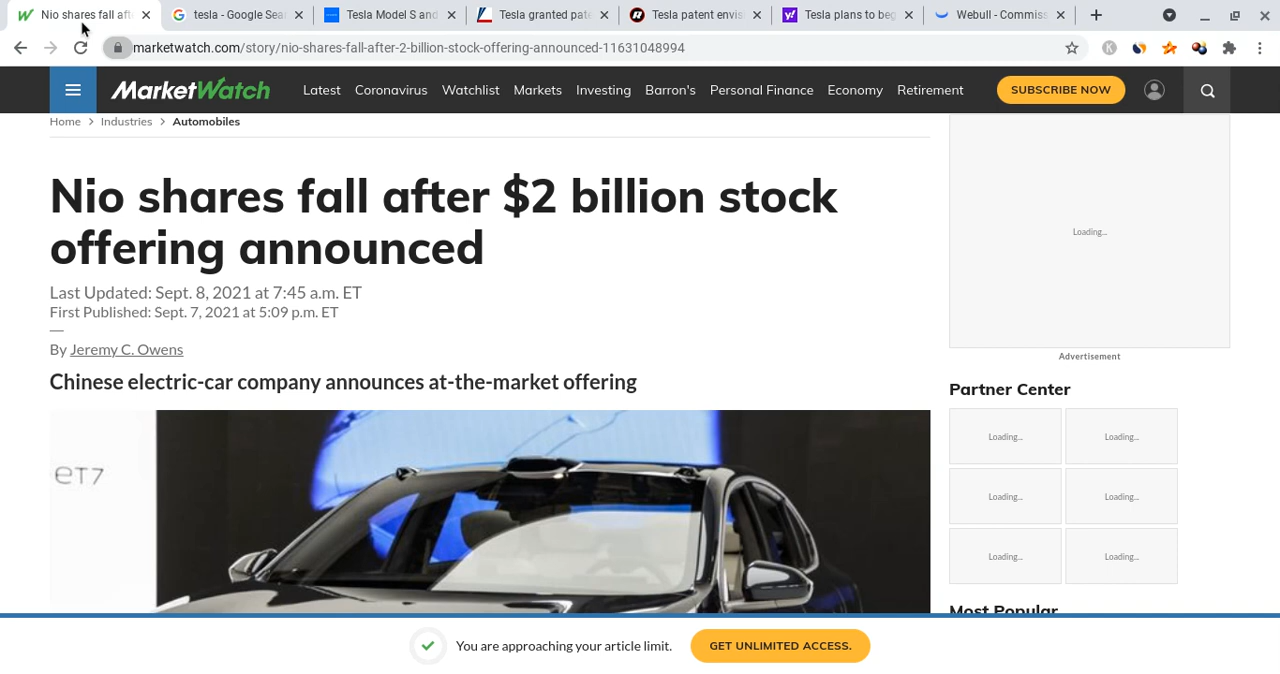 Nio shares fall aft
tesla - Google Sea
Tesla Model S and
Tesla granted pate
Tesla patent envis
Tesla plans to beg
Webull - Commiss
marketwatch.com/story/nio-shares-fall-after-2-billion-stock-offering-announced-11631048994
MarketWatch
Latest Coronavirus Watchlist Markets Investing Barron's Personal Finance Economy Retirement
SUBSCRIBE NOW
Home > Industries > Automobiles
Nio shares fall after $2 billion stock
offering announced
Last Updated: Sept. 8, 2021 at 7:45 a.m. ET
First Published: Sept. 7, 2021 at 5:09 p.m. ET
—
By Jeremy C. Owens
Chinese electric-car company announces at-the-market offering
ET7
Loading...
Advertisement
Partner Center
Loading... Loading...
Loading... Loading...
Loading... Loading...
Most Popular
You are approaching your article limit.
GET UNLIMITED ACCESS.